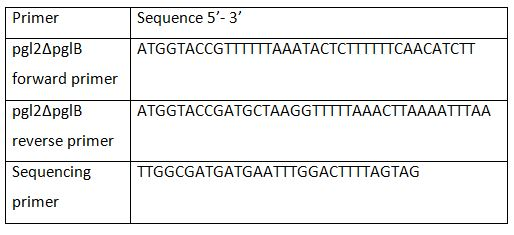 Primer Sequence 5’- 3’
pgl2ΔpglB ATGGTACCGTTTTTTAAATACTCTTTTTTCAACATCTT
forward primer
pgl2ΔpglB ATGGTACCGATGCTAAGGTTTTTAAACTTAAAATTTAA
reverse primer
Sequencing TTGGCGATGATGAATTTGGACTTTTAGTAG
primer